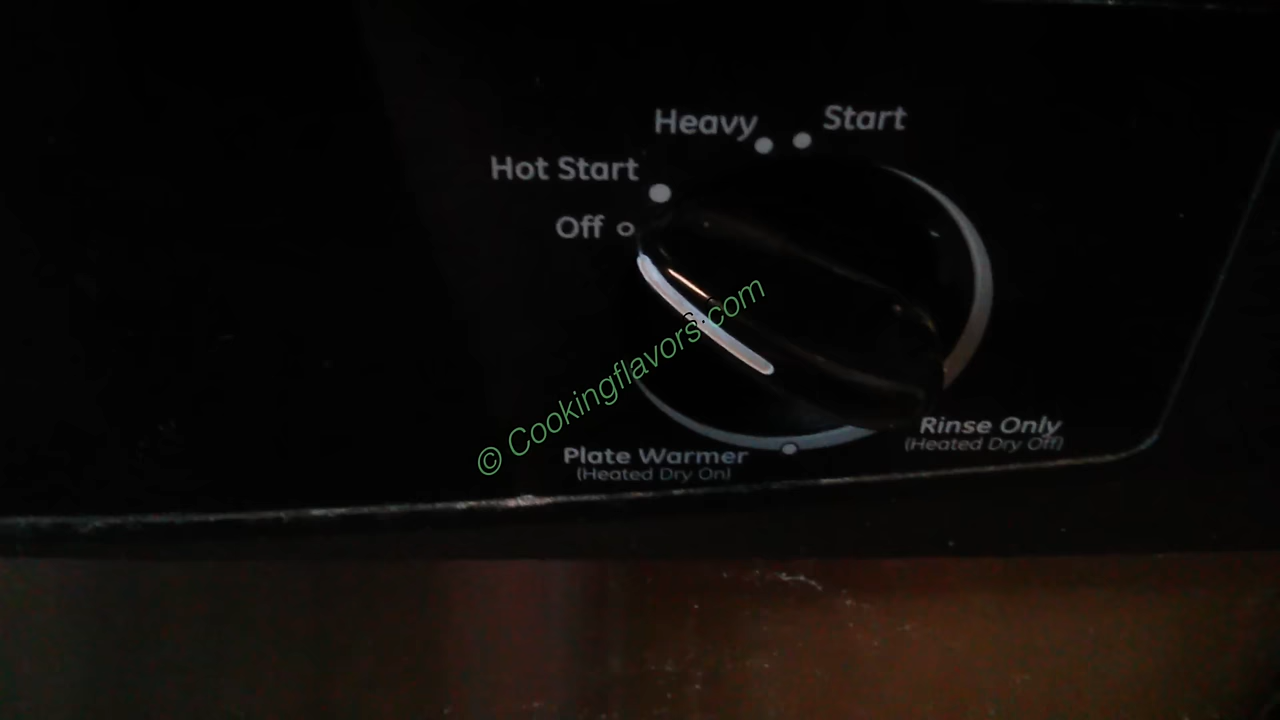 Heavy
Start
Hot Start
Off
© Cookingflavors.com
Rinse Only
(Heated Dry Off)
Plate Warmer
(Heated Dry On)